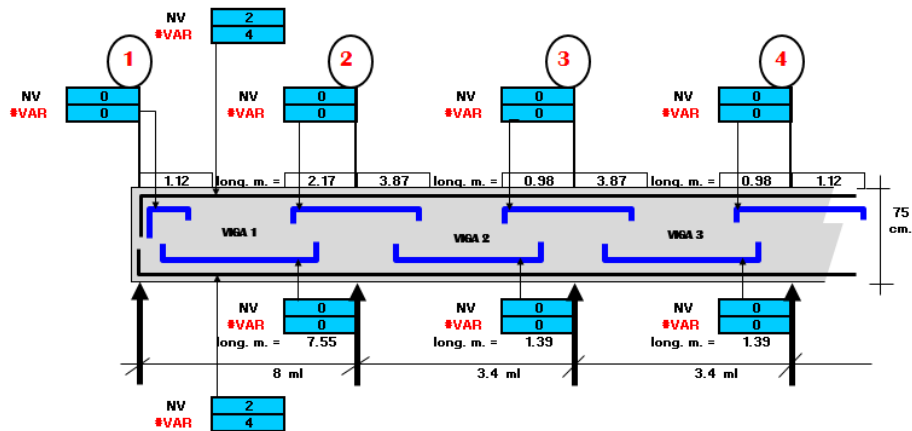 NV 2
#VAR 4
1 2 3 4
NV 0 NV 0 NV 0 NV 0
#VAR 0 #VAR 0 #VAR 0 #VAR 0
1.12 long. m. = 2.17 3.87 long. m. = 0.98 3.87 long. m. = 0.98 1.12
75
cm.
VIGA 1 VIGA 2 VIGA 3
NV 0 NV 0 NV 0
#VAR 0 #VAR 0 #VAR 0
long. m. = 7.55 long. m. = 1.39 long. m. = 1.39
8 ml 3.4 ml 3.4 ml
NV 2
#VAR 4